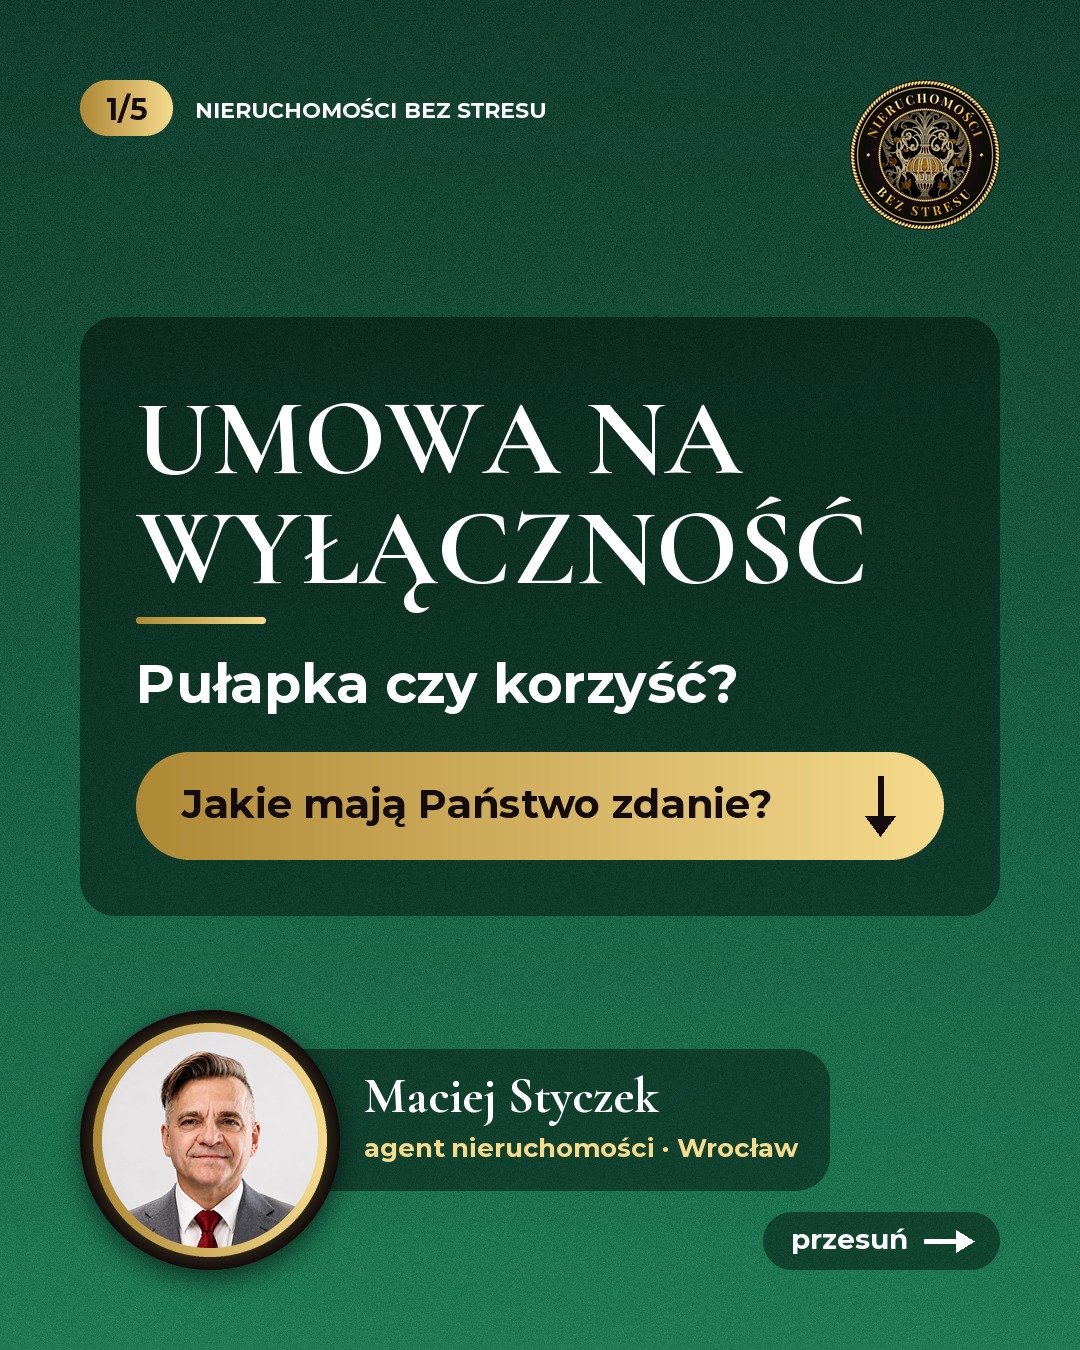 1/5
NIERUCHOMOŚCI BEZ STRESU
NIERUCHOMOŚCI
BEZ STRESU
UMOWA NA
WYŁĄCZNOŚĆ
Pułapka czy korzyść?
Jakie mają Państwo zdanie?
Maciej Styczek
agent nieruchomości · Wrocław
przesuń